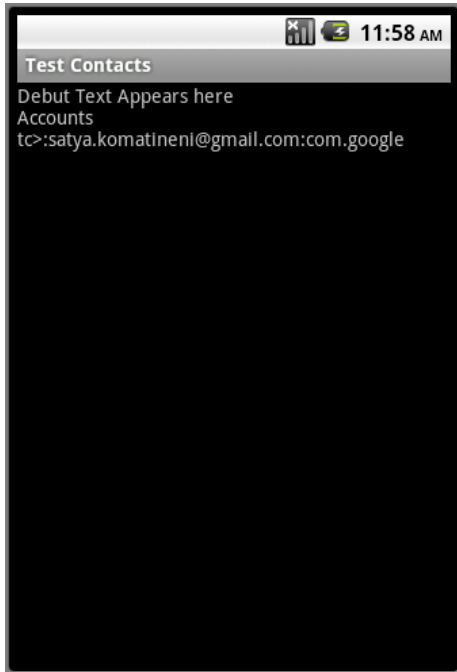 11:58 AM
Test Contacts
Debut Text Appears here
Accounts
tc>:satya.komatineni@gmail.com:com.google